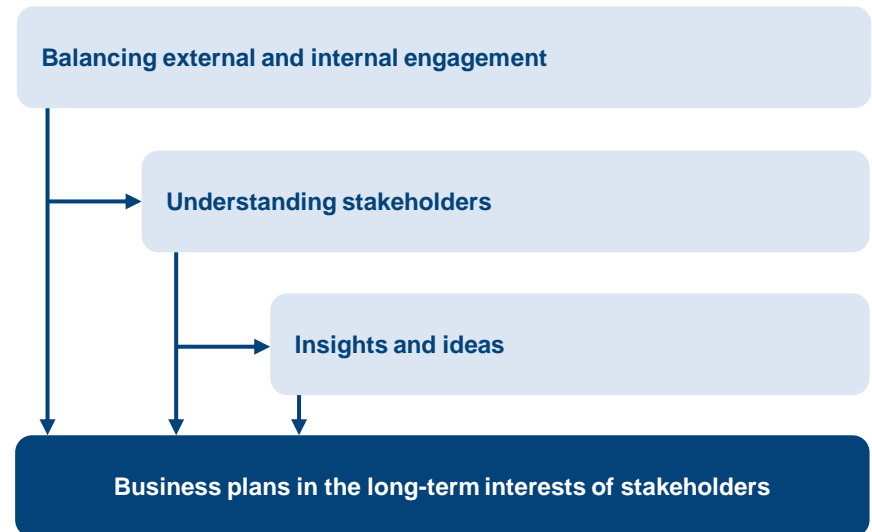 Balancing external and internal engagement
Understanding stakeholders
Insights and ideas
Business plans in the long-term interests of stakeholders